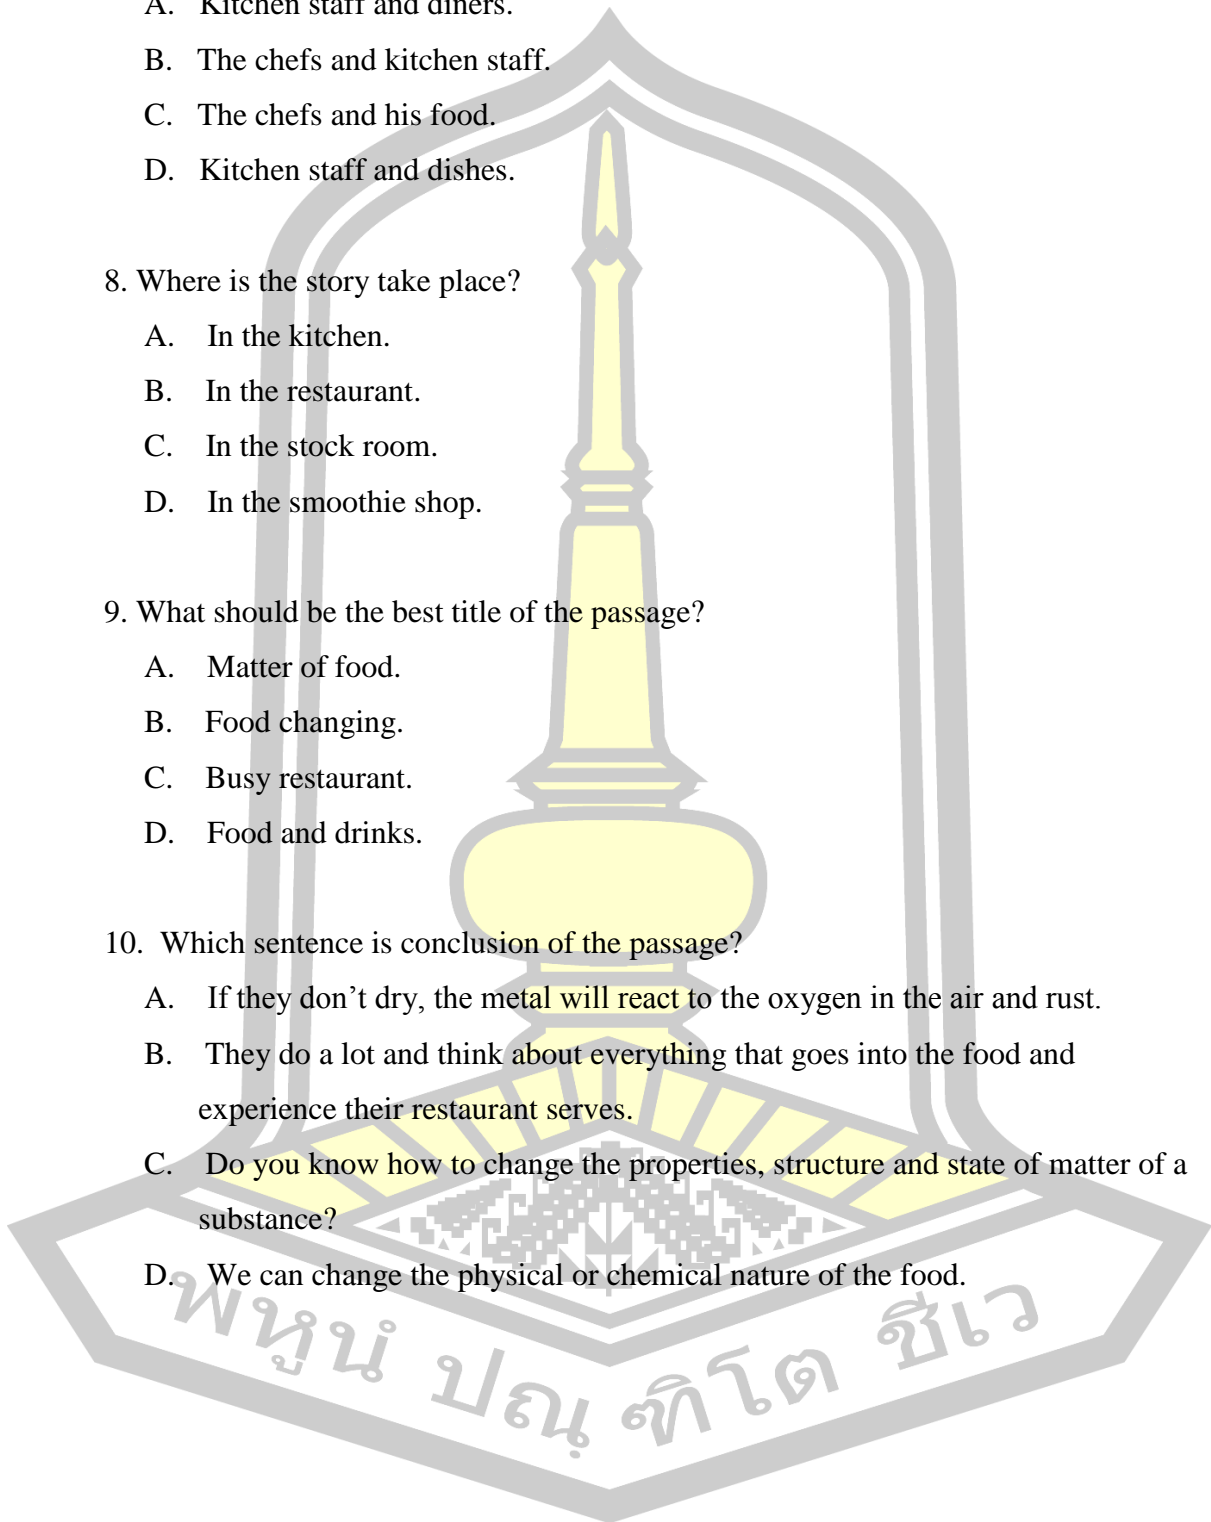 A. Kitchen staff and diners.
B. The chefs and kitchen staff.
C. The chefs and his food.
D. Kitchen staff and dishes.
8. Where is the story take place?
A. In the kitchen.
B. In the restaurant.
C. In the stock room.
D. In the smoothie shop.
9. What should be the best title of the passage?
A. Matter of food.
B. Food changing.
C. Busy restaurant.
D. Food and drinks.
10. Which sentence is conclusion of the passage?
A. If they don’t dry, the metal will react to the oxygen in the air and rust.
B. They do a lot and think about everything that goes into the food and
experience their restaurant serves.
C. Do you know how to change the properties, structure and state of matter of a
substance?
D. We can change the physical or chemical nature of the food.
พหูนํ ปณฺ ฑิโต ชีเว